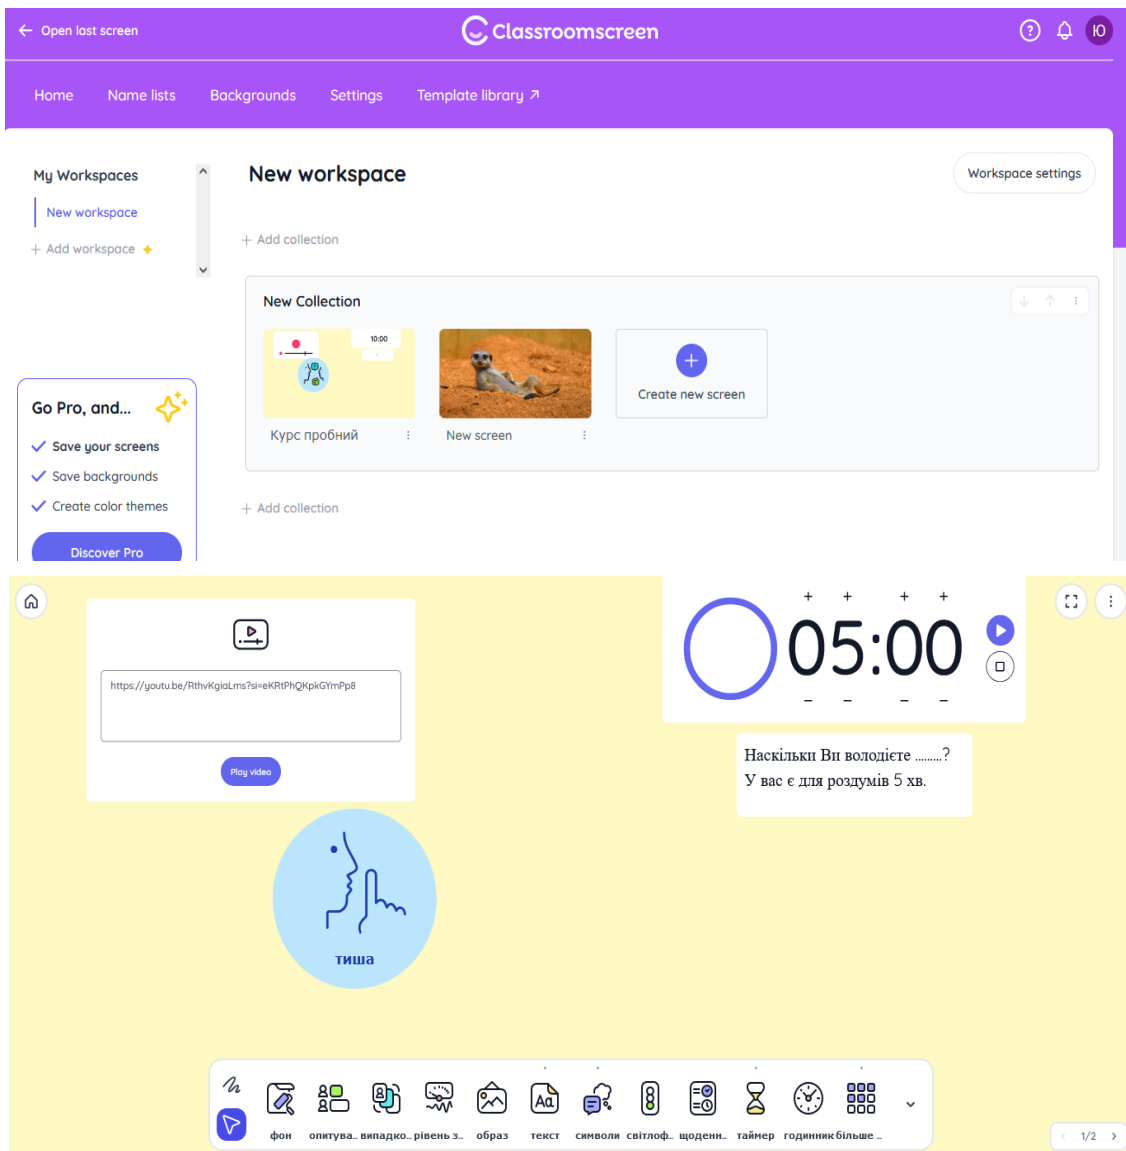 Open last screen
Classroomscreen
Ю
Home Name lists Backgrounds Settings Template library
My Workspaces
New workspace
+ Add workspace
New workspace
Workspace settings
+ Add collection
New Collection
10:00
Курс пробний
New screen
Create new screen
+ Add collection
Go Pro, and...
Save your screens
Save backgrounds
Create color themes
Discover Pro
https://youtu.be/RthvKgiaLms?si=eKRtPhQKpkGYmPp8
Play video
+ + + +
05:00
– – – –
Наскільки Ви володієте .........?
У вас є для роздумів 5 хв.
тиша
фон опитува.. випадко.. рівень з.. образ текст символи світлоф.. щоденн.. таймер годинник більше ..
1/2